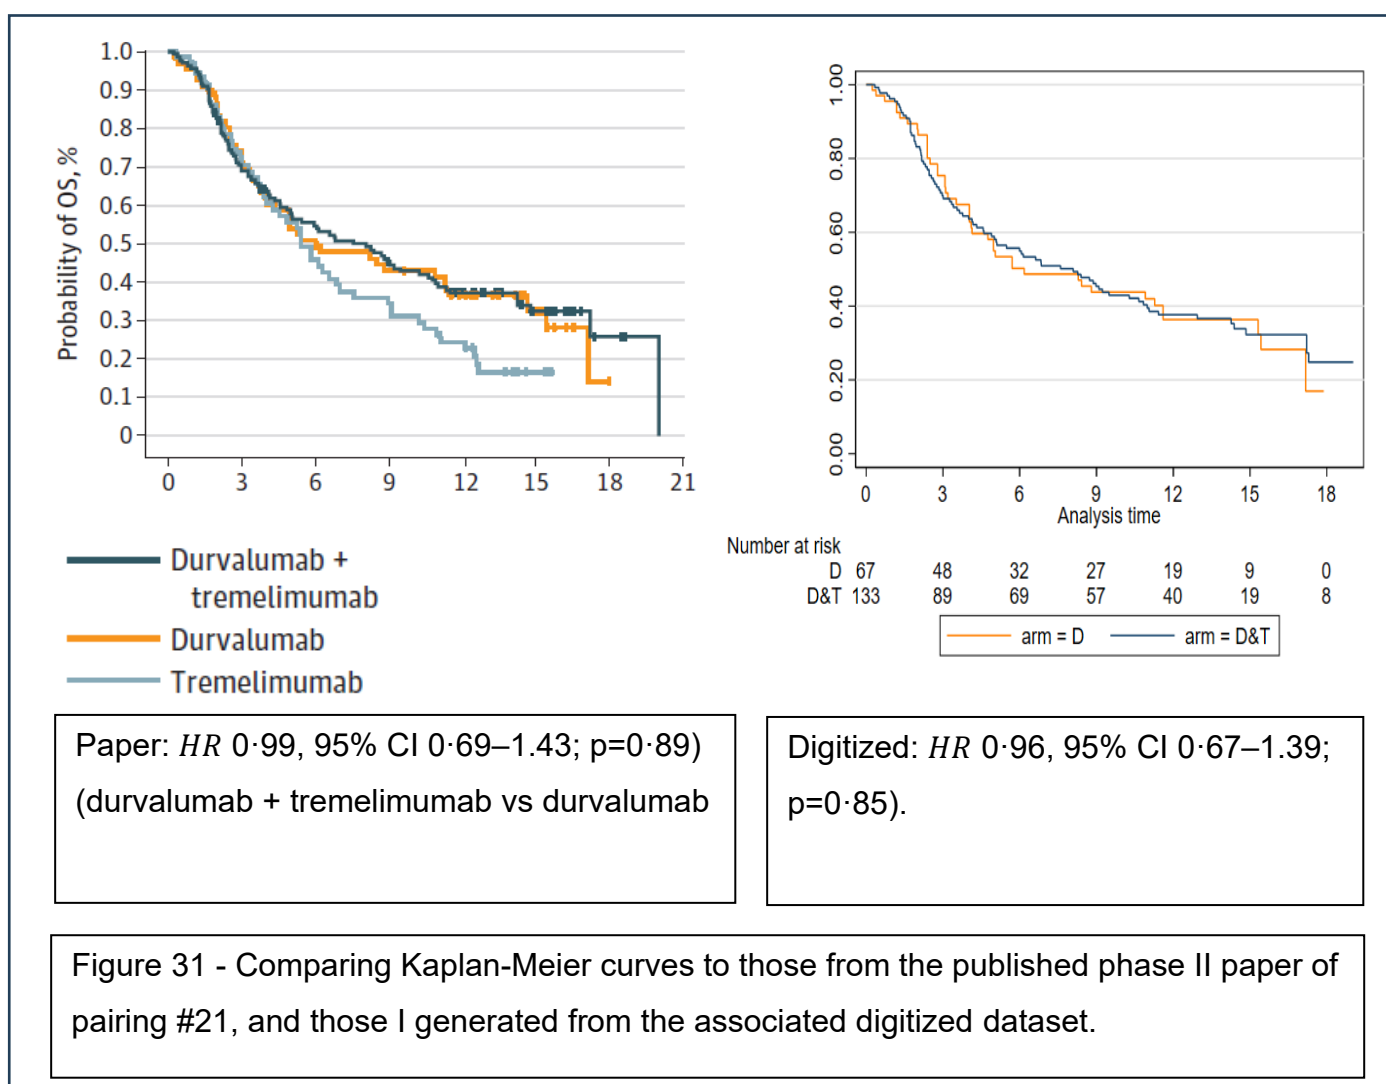 Probability of OS, %
1.0
0.9
0.8
0.7
0.6
0.5
0.4
0.3
0.2
0.1
0
0 3 6 9 12 15 18 21
Durvalumab +
tremelimumab
Durvalumab
Tremelimumab
1.00
0.80
0.60
0.40
0.20
0.00
0 3 6 9 12 15 18
Analysis time
Number at risk
D 67 48 32 27 19 9 0
D&T 133 89 69 57 40 19 8
arm = D arm = D&T
Paper: HR 0·99, 95% CI 0·69–1.43; p=0·89)
(durvalumab + tremelimumab vs durvalumab
Digitized: HR 0·96, 95% CI 0·67–1.39;
p=0·85).
Figure 31 - Comparing Kaplan-Meier curves to those from the published phase II paper of
pairing #21, and those I generated from the associated digitized dataset.